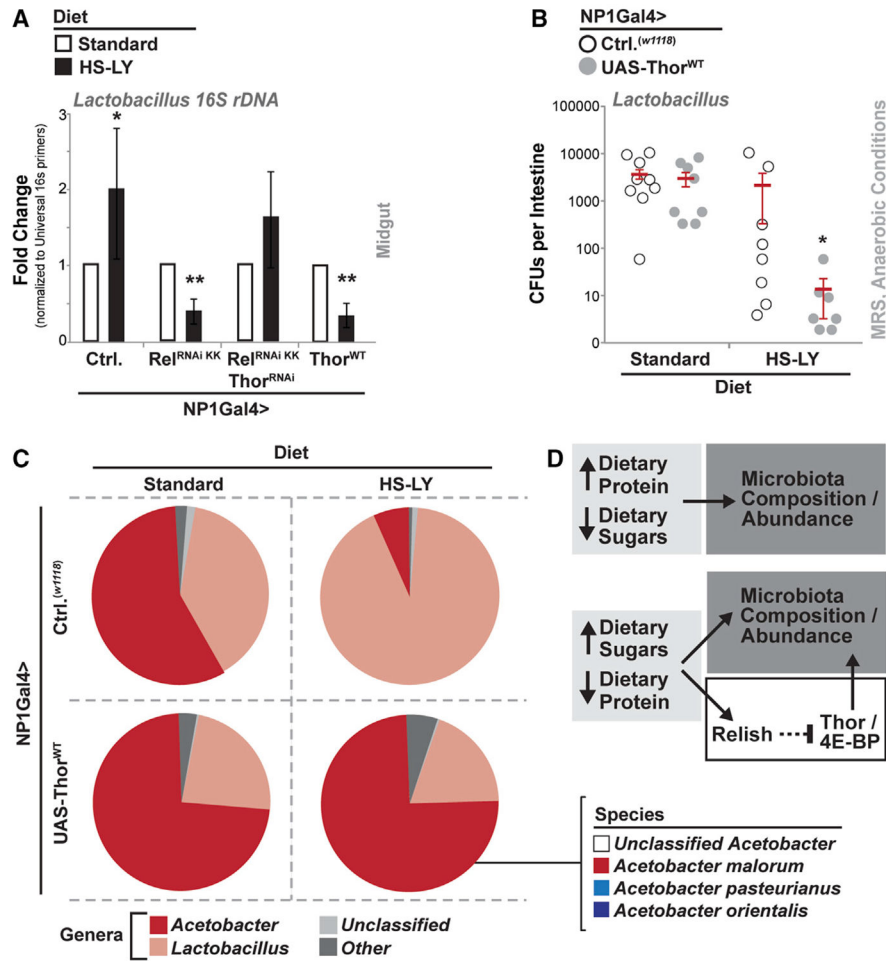 A
Diet
Standard
HS-LY
Lactobacillus 16S rDNA
Fold Change
(normalized to Universal 16s primers)
3
2
1
0
*
**
**
Midgut
Ctrl.
Rel^RNAi KK
Rel^RNAi KK
Thor^WT
Thor^RNAi
NP1Gal4>
B
NP1Gal4>
Ctrl.(w1118)
UAS-Thor^WT
Lactobacillus
CFUs per Intestine
100000
10000
1000
100
10
0
*
MRS, Anaerobic Conditions
Standard
HS-LY
Diet
C
Diet
Standard
HS-LY
NP1Gal4>
Ctrl.(w1118)
UAS-Thor^WT
Genera
Acetobacter
Unclassified
Lactobacillus
Other
Species
Unclassified Acetobacter
Acetobacter malorum
Acetobacter pasteurianus
Acetobacter orientalis
D
↑ Dietary
Protein
↓ Dietary
Sugars
Microbiota
Composition /
Abundance
↑ Dietary
Sugars
↓ Dietary
Protein
Microbiota
Composition /
Abundance
Relish
Thor /
4E-BP